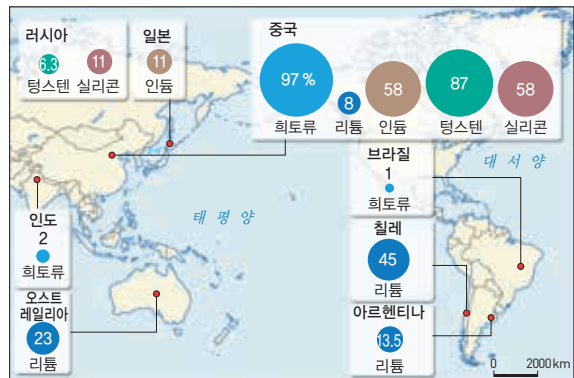 러시아
6.3
11
텅스텐 실리콘
일본
11
인듐
중국
97 %
8
58
87
58
희토류
리튬
인듐
텅스텐
실리콘
브라질
1
희토류
대서양
태평양
인도
2
희토류
칠레
45
리튬
오스트
레일리아
23
리튬
아르헨티나
13.5
리튬
0 2000 km